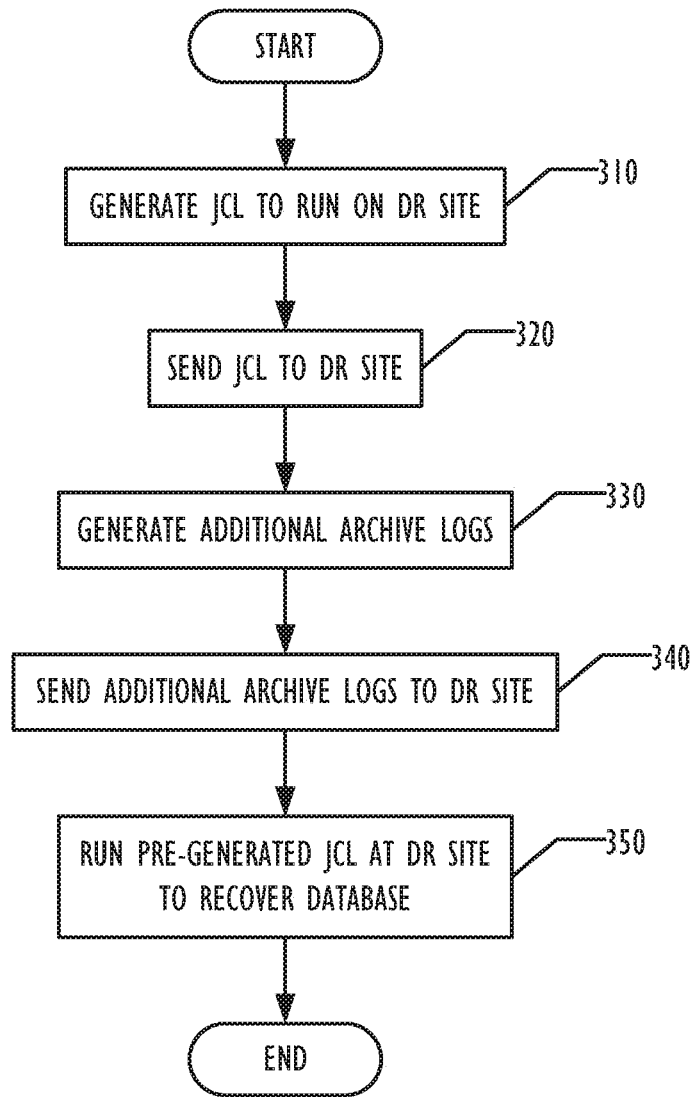 START
310
GENERATE JCL TO RUN ON DR SITE
320
SEND JCL TO DR SITE
330
GENERATE ADDITIONAL ARCHIVE LOGS
340
SEND ADDITIONAL ARCHIVE LOGS TO DR SITE
350
RUN PRE-GENERATED JCL AT DR SITE
TO RECOVER DATABASE
END